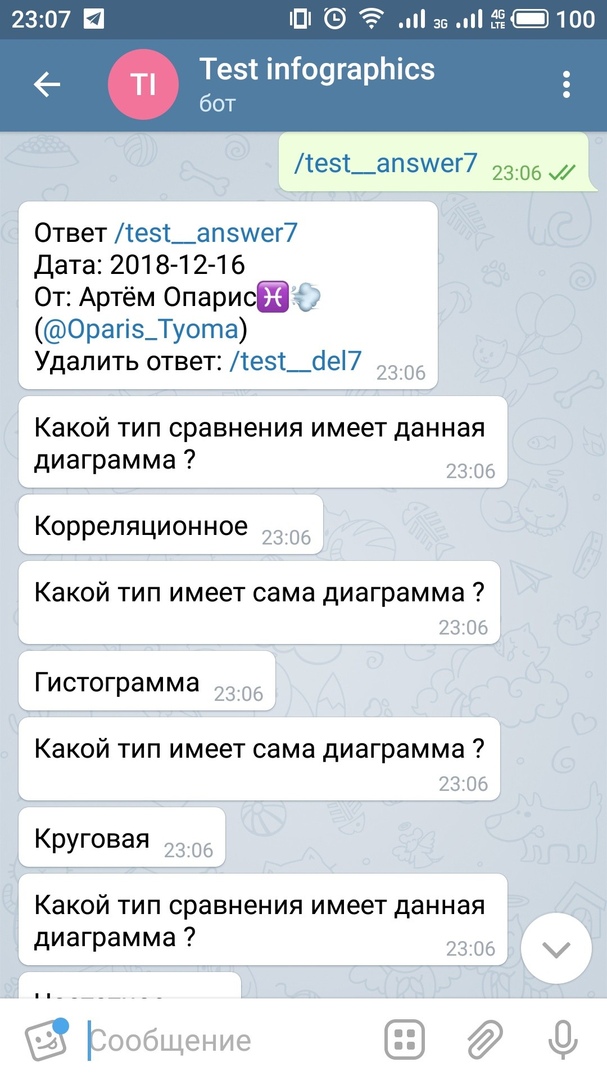 23:07
3G
4G
LTE
100
TI
Test infographics
бот
/test__answer7 23:06
Ответ /test__answer7
Дата: 2018-12-16
От: Артём Опарис♓💨
(@Oparis_Tyoma)
Удалить ответ: /test__del7 23:06
Какой тип сравнения имеет данная
диаграмма ? 23:06
Корреляционное 23:06
Какой тип имеет сама диаграмма ?
23:06
Гистограмма 23:06
Какой тип имеет сама диаграмма ?
23:06
Круговая 23:06
Какой тип сравнения имеет данная
диаграмма ? 23:06
Сообщение